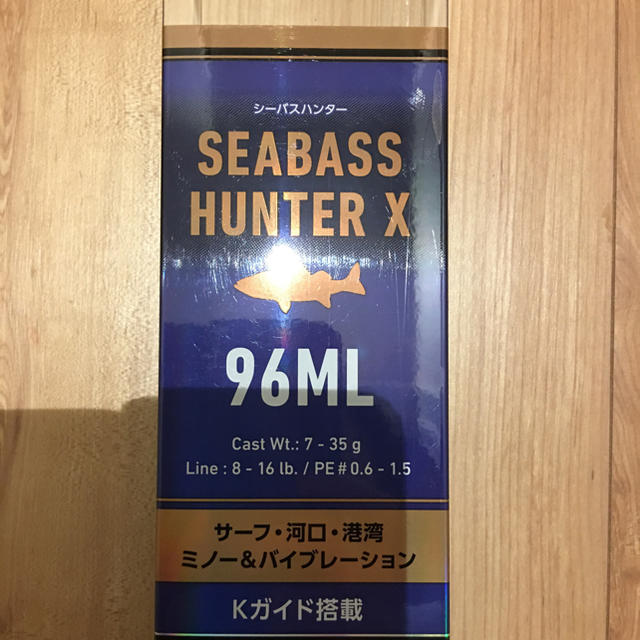 シーバスハンター
SEABASS
HUNTER X
96ML
Cast Wt.: 7 - 35 g
Line : 8 - 16 lb. / PE#0.6 - 1.5
サーフ・河口・港湾
ミノー&バイブレーション
Kガイド搭載